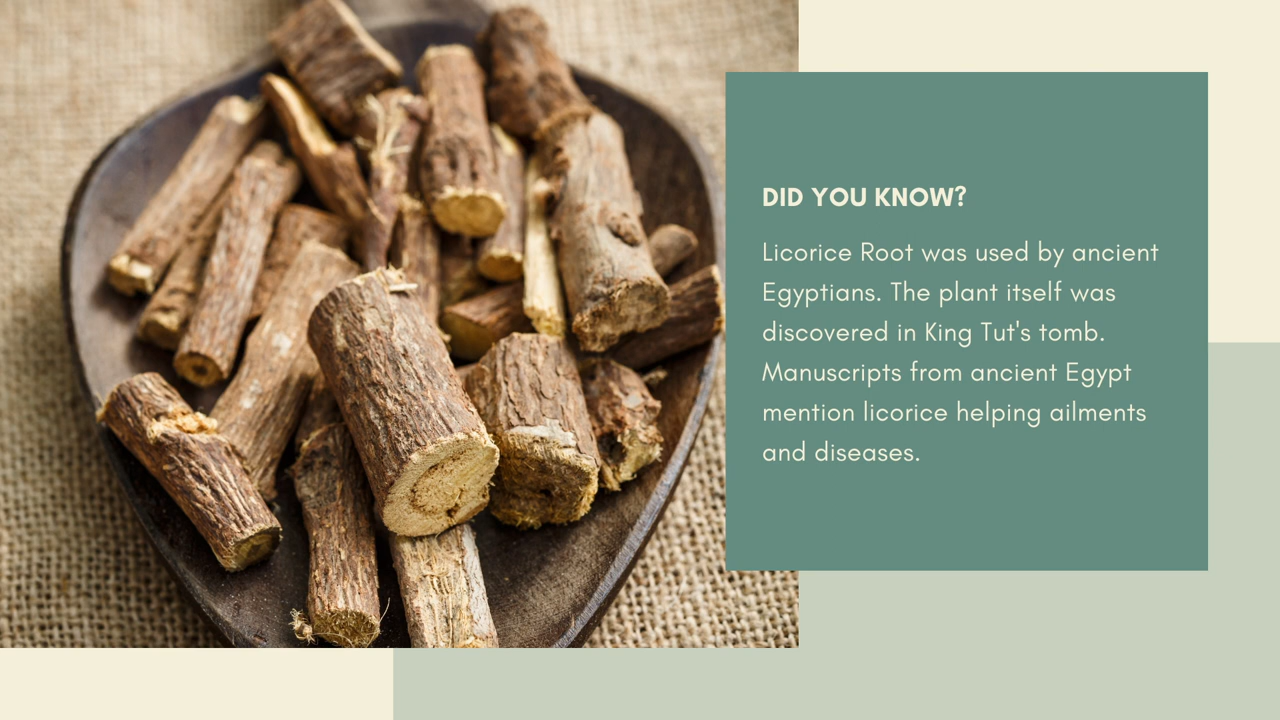 DID YOU KNOW?
Licorice Root was used by ancient
Egyptians. The plant itself was
discovered in King Tut's tomb.
Manuscripts from ancient Egypt
mention licorice helping ailments
and diseases.